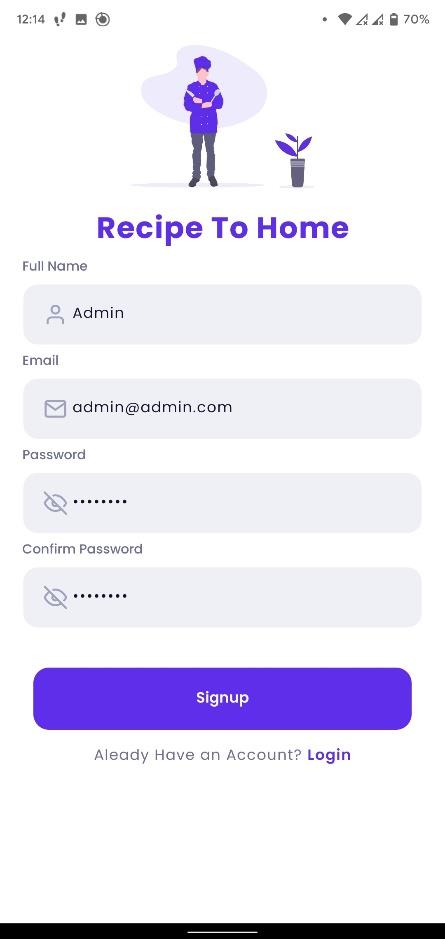 12:14 70%
Recipe To Home
Full Name
Admin
Email
admin@admin.com
Password
••••••••
Confirm Password
••••••••
Signup
Aleady Have an Account? Login